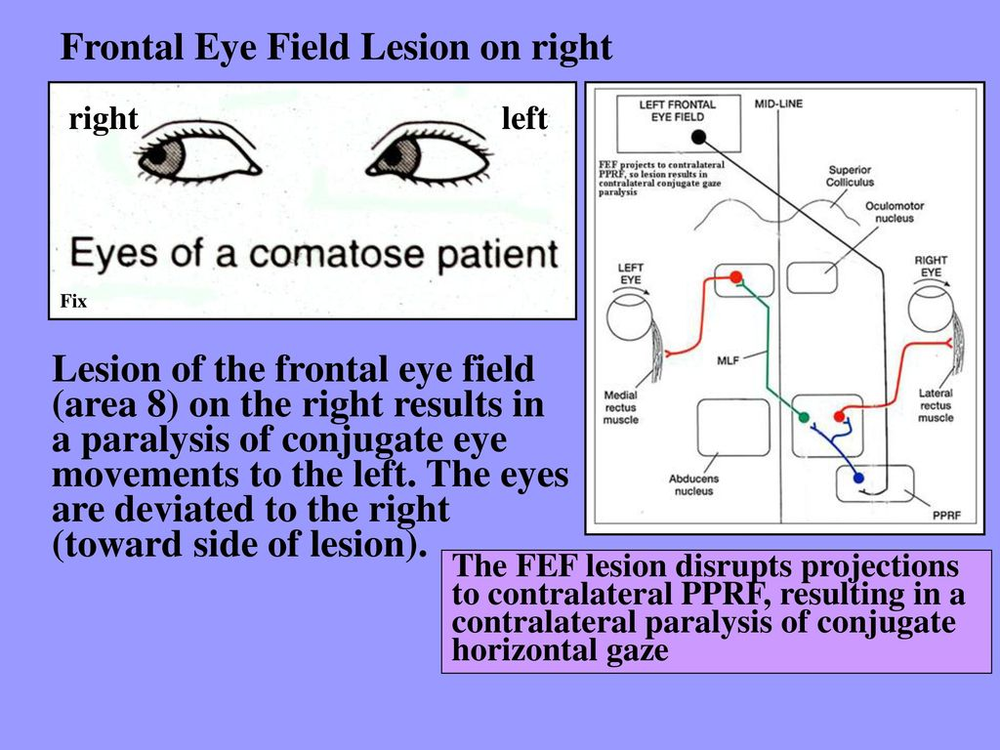 Frontal Eye Field Lesion on right
right
left
Eyes of a comatose patient
Fix
Lesion of the frontal eye field
(area 8) on the right results in
a paralysis of conjugate eye
movements to the left. The eyes
are deviated to the right
(toward side of lesion).
LEFT FRONTAL
EYE FIELD
MID-LINE
FEF projects to contralateral
PPRF, so lesion results in
contralateral conjugate gaze
paralysis
Superior
Colliculus
Oculomotor
nucleus
LEFT
EYE
RIGHT
EYE
MLF
Medial
rectus
muscle
Lateral
rectus
muscle
Abducens
nucleus
PPRF
The FEF lesion disrupts projections
to contralateral PPRF, resulting in a
contralateral paralysis of conjugate
horizontal gaze